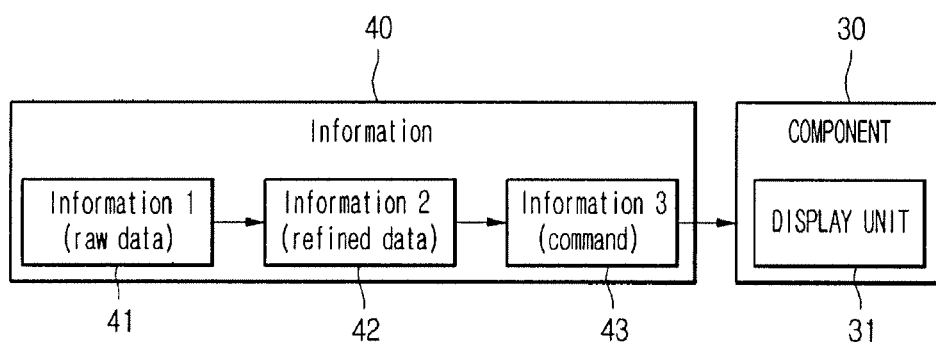 40
30
Information
COMPONENT
Information 1
(raw data)
Information 2
(refined data)
Information 3
(command)
DISPLAY UNIT
41
42
43
31